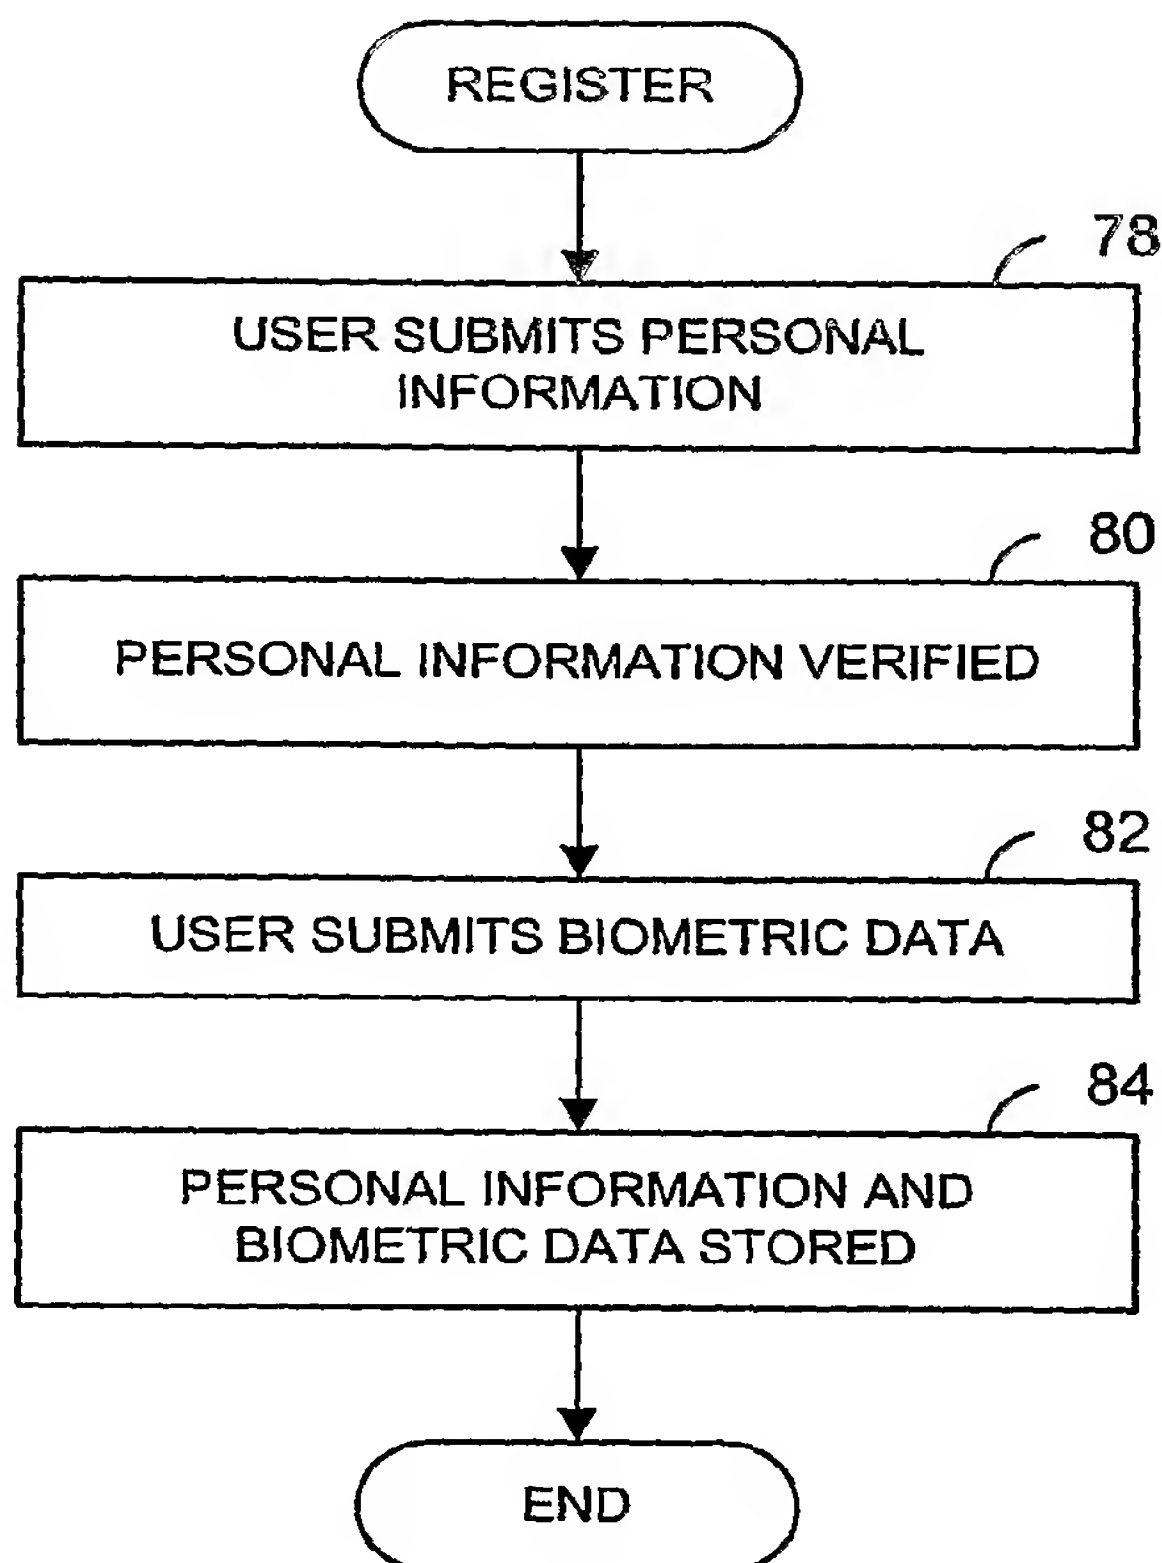 REGISTER
78
USER SUBMITS PERSONAL
INFORMATION
80
PERSONAL INFORMATION VERIFIED
82
USER SUBMITS BIOMETRIC DATA
84
PERSONAL INFORMATION AND
BIOMETRIC DATA STORED
END